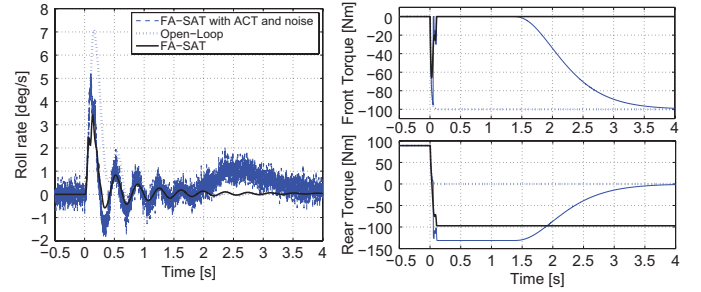 FA-SAT with ACT and noise
Open-Loop
FA-SAT
8
7
6
5
4
3
2
1
0
-1
-2
Roll rate [deg/s]
-0.5 0 0.5 1 1.5 2 2.5 3 3.5 4
Time [s]
0
-20
-40
-60
-80
-100
Front Torque [Nm]
-0.5 0 0.5 1 1.5 2 2.5 3 3.5 4
100
50
0
-50
-100
-150
Rear Torque [Nm]
-0.5 0 0.5 1 1.5 2 2.5 3 3.5 4
Time [s]